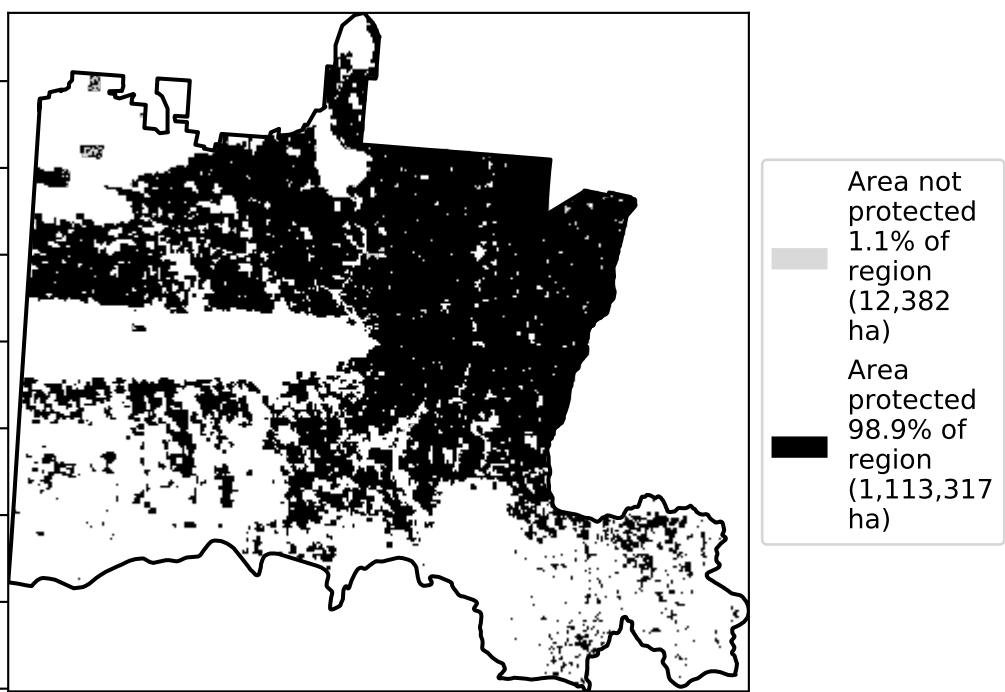 Area not
protected
1.1% of
region
(12,382
ha)
Area
protected
98.9% of
region
(1,113,317
ha)